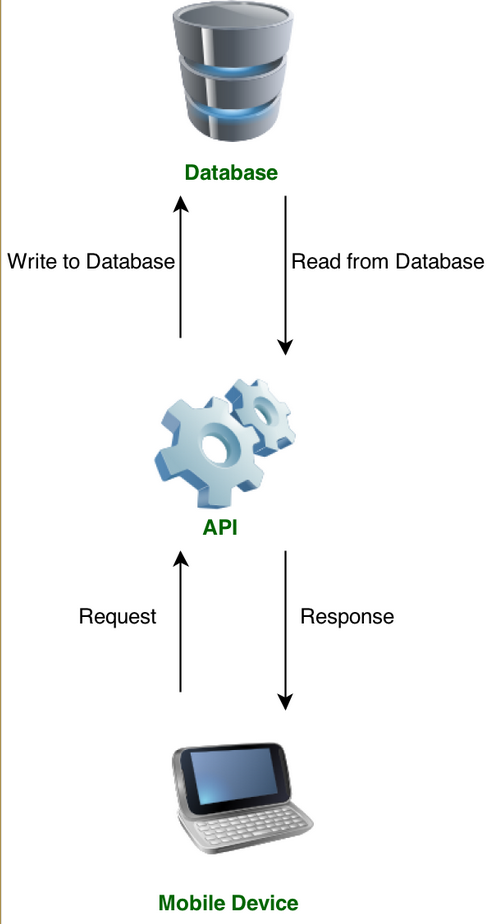 Database
Write to Database
Read from Database
API
Request
Response
Mobile Device